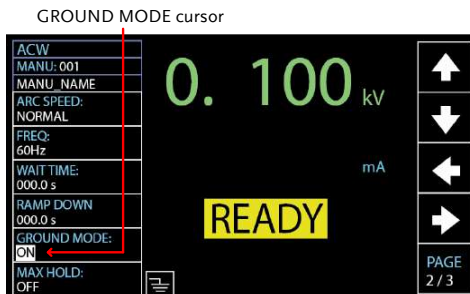 GROUND MODE cursor
ACW
MANU: 001
MANU_NAME
ARC SPEED:
NORMAL
FREQ:
60Hz
WAIT TIME:
000.0 s
RAMP DOWN
000.0 s
GROUND MODE:
ON
MAX HOLD:
OFF
0. 100 kV
mA
READY
PAGE
2/3